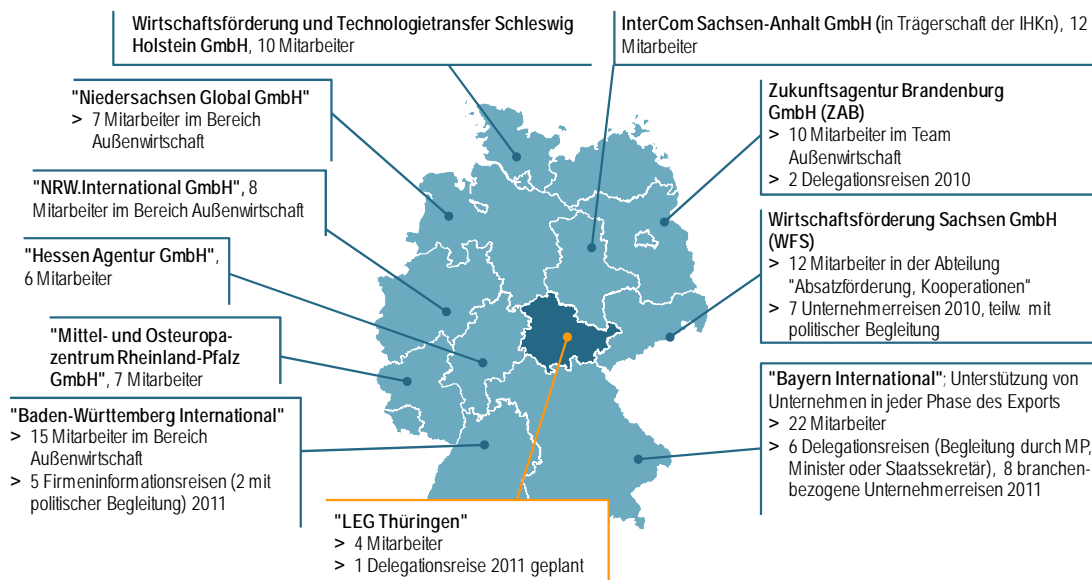 Wirtschaftsförderung und Technologietransfer Schleswig
Holstein GmbH, 10 Mitarbeiter
InterCom Sachsen-Anhalt GmbH (in Trägerschaft der IHKn), 12
Mitarbeiter
"Niedersachsen Global GmbH"
> 7 Mitarbeiter im Bereich
Außenwirtschaft
Zukunftsagentur Brandenburg
GmbH (ZAB)
> 10 Mitarbeiter im Team
Außenwirtschaft
> 2 Delegationsreisen 2010
"NRW.International GmbH", 8
Mitarbeiter im Bereich Außenwirtschaft
Wirtschaftsförderung Sachsen GmbH
(WFS)
> 12 Mitarbeiter in der Abteilung
"Absatzförderung, Kooperationen"
> 7 Unternehmerreisen 2010, teilw. mit
politischer Begleitung
"Hessen Agentur GmbH",
6 Mitarbeiter
"Mittel- und Osteuropa-
zentrum Rheinland-Pfalz
GmbH", 7 Mitarbeiter
"Bayern International"; Unterstützung von
Unternehmen in jeder Phase des Exports
> 22 Mitarbeiter
> 6 Delegationsreisen (Begleitung durch MP,
Minister oder Staatssekretär), 8 branchen-
bezogene Unternehmerreisen 2011
"Baden-Württemberg International"
> 15 Mitarbeiter im Bereich
Außenwirtschaft
> 5 Firmeninformationsreisen (2 mit
politischer Begleitung) 2011
"LEG Thüringen"
> 4 Mitarbeiter
> 1 Delegationsreise 2011 geplant